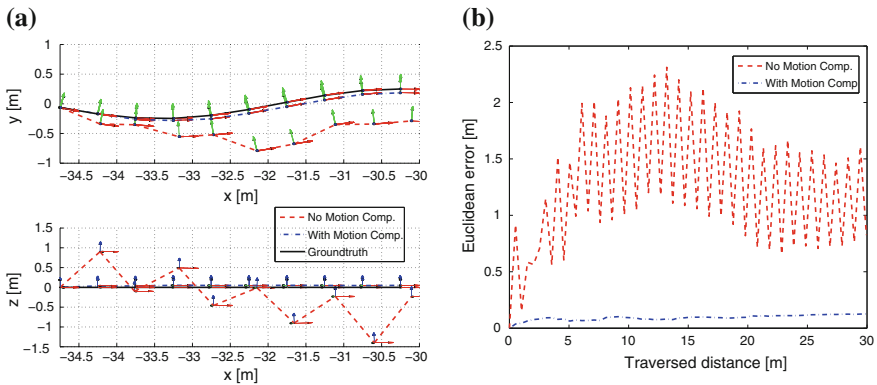 (a)
1
0.5
0
−0.5
−1
y [m]
−34.5 −34 −33.5 −33 −32.5 −32 −31.5 −31 −30.5 −30
x [m]
No Motion Comp.
With Motion Comp.
Groundtruth
1.5
1
0.5
0
−0.5
−1
−1.5
z [m]
−34.5 −34 −33.5 −33 −32.5 −32 −31.5 −31 −30.5 −30
x [m]
(b)
2.5
2
1.5
1
0.5
0
Euclidean error [m]
No Motion Comp.
With Motion Comp
0 5 10 15 20 25 30
Traversed distance [m]